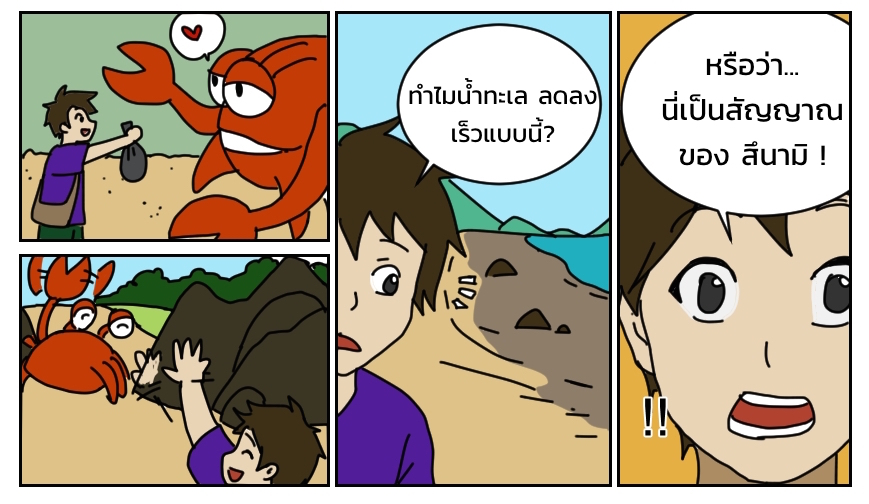 ทำไมน้ำทะเล ลดลง
เร็วแบบนี้?
หรือว่า...
นี่เป็นสัญญาณ
ของ สึนามิ !
!!